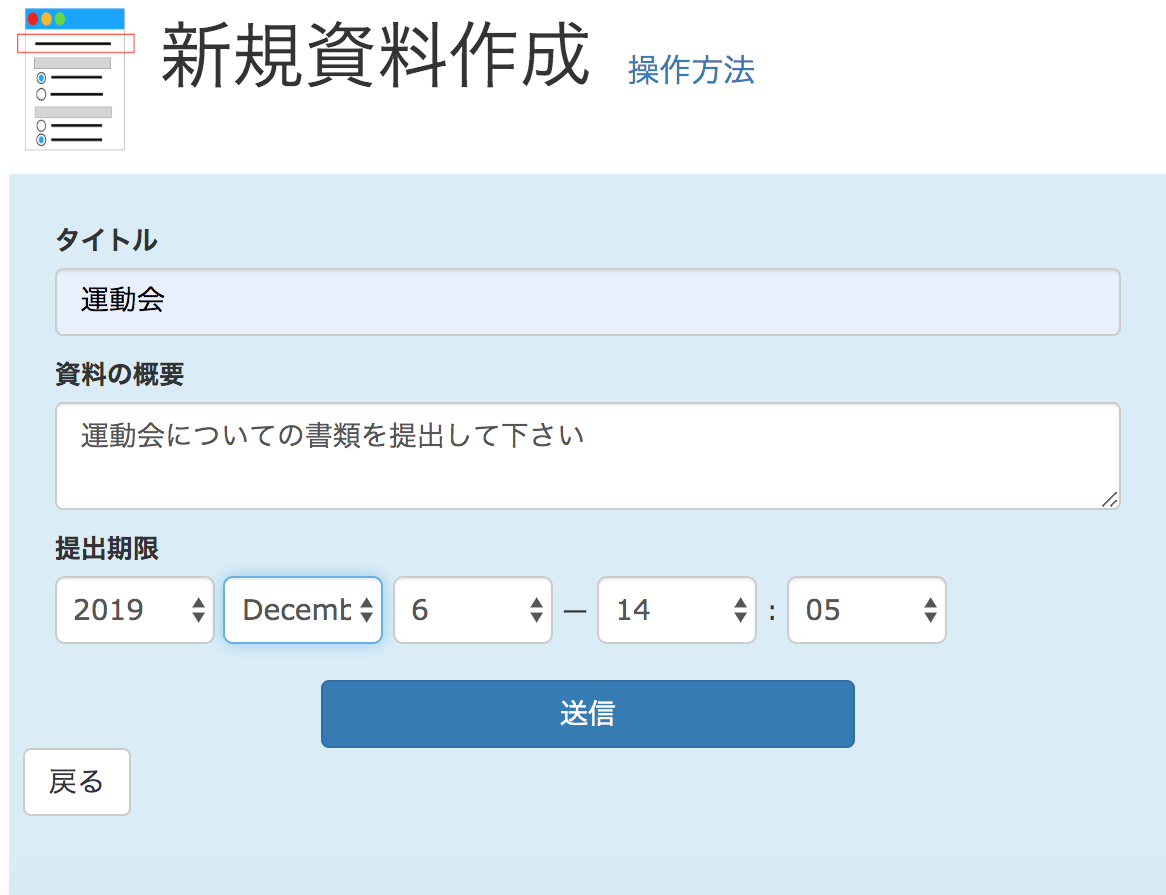 新規資料作成 操作方法
タイトル
運動会
資料の概要
運動会についての書類を提出して下さい
提出期限
2019 Decemb 6 — 14 : 05
送信
戻る